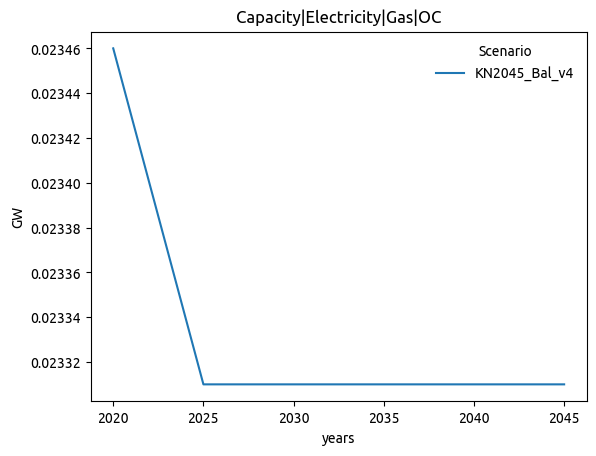 Capacity|Electricity|Gas|OC
Scenario
KN2045_Bal_v4
0.02346
0.02344
0.02342
0.02340
0.02338
0.02336
0.02334
0.02332
GW
2020 2025 2030 2035 2040 2045
years